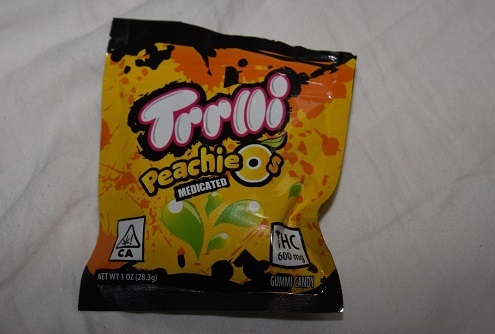 Trrlli
Peachie Os
MEDICATED
CA
THC
600 mg
NET WT 1 OZ (28.3g)
GUMMI CANDY